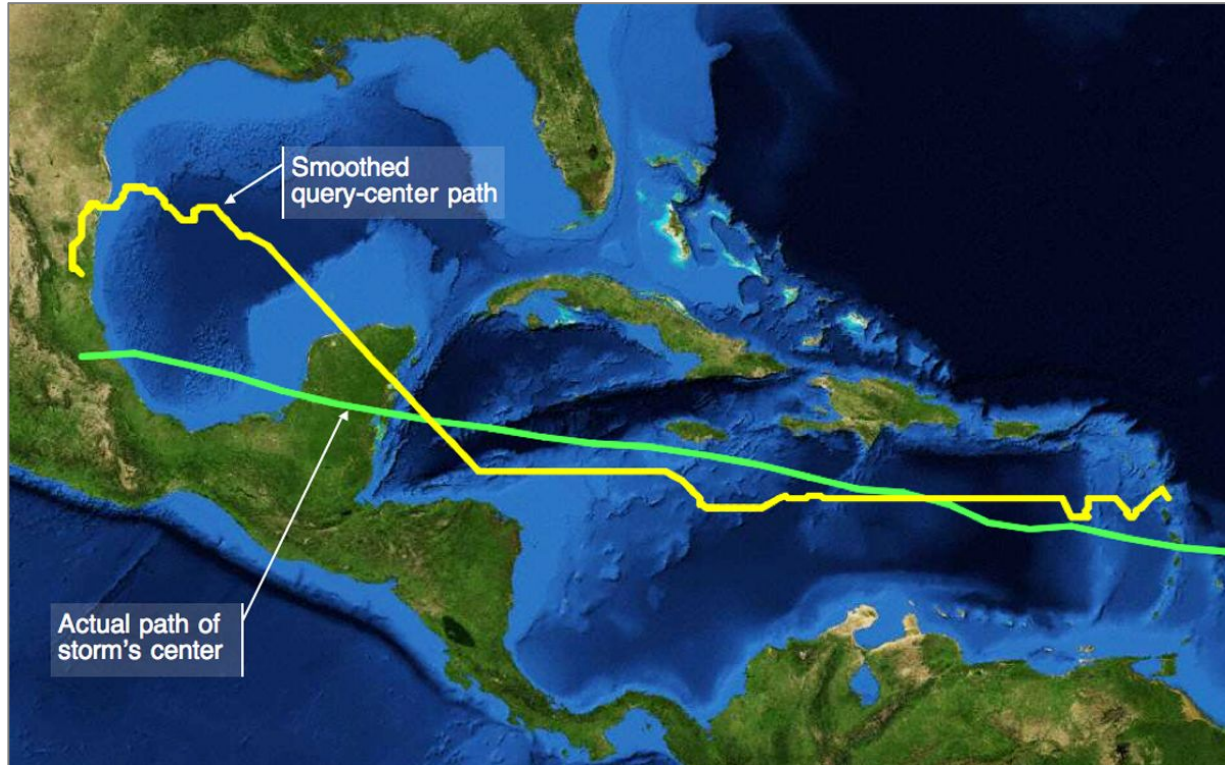 Smoothed
query-center path
Actual path of
storm's center